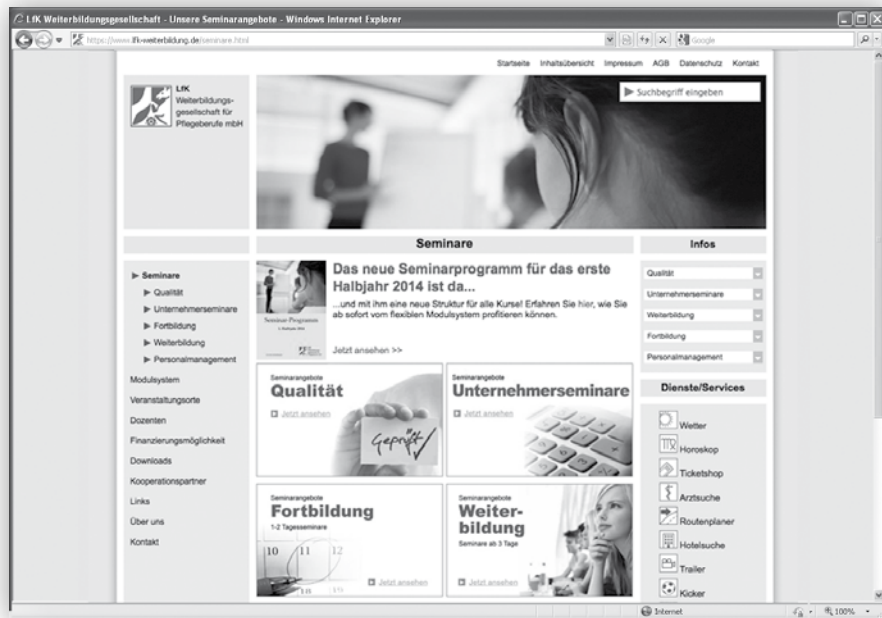 LfK Weiterbildungsgesellschaft - Unsere Seminarangebote - Windows Internet Explorer
https://www.lfk-weiterbildung.de/seminare.html
Google
Startseite Inhaltsübersicht Impressum AGB Datenschutz Kontakt
LfK
Weiterbildungs-
gesellschaft für
Pflegeberufe mbH
Suchbegriff eingeben
Seminare
Infos
Seminare
Qualität
Unternehmerseminare
Fortbildung
Weiterbildung
Personalmanagement
Modulsystem
Veranstaltungsorte
Dozenten
Finanzierungsmöglichkeit
Downloads
Kooperationspartner
Links
Über uns
Kontakt
Seminar-Programm
1. Halbjahr 2014
Das neue Seminarprogramm für das erste
Halbjahr 2014 ist da...
...und mit ihm eine neue Struktur für alle Kurse! Erfahren Sie hier, wie Sie
ab sofort vom flexiblen Modulsystem profitieren können.
Jetzt ansehen >>
Seminarangebote
Qualität
Jetzt ansehen
Geprüft
Seminarangebote
Unternehmerseminare
Jetzt ansehen
Seminarangebote
Fortbildung
1-2 Tagesseminare
10 11 12
18
Jetzt ansehen
Seminarangebote
Weiter-
bildung
Seminare ab 3 Tage
Jetzt ansehen
Qualität
Unternehmerseminare
Weiterbildung
Fortbildung
Personalmanagement
Dienste/Services
Wetter
Horoskop
Ticketshop
Arztsuche
Routenplaner
Hotelsuche
Trailer
Kicker
Internet
100%